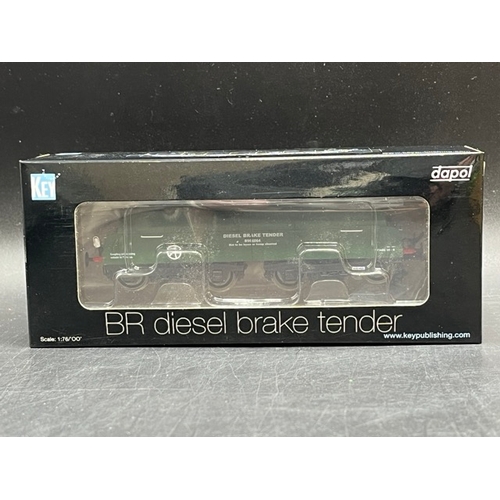 KEY
dapol
DIESEL BRAKE TENDER
BR diesel brake tender
Scale: 1:76/'OO'
www.keypublishing.com